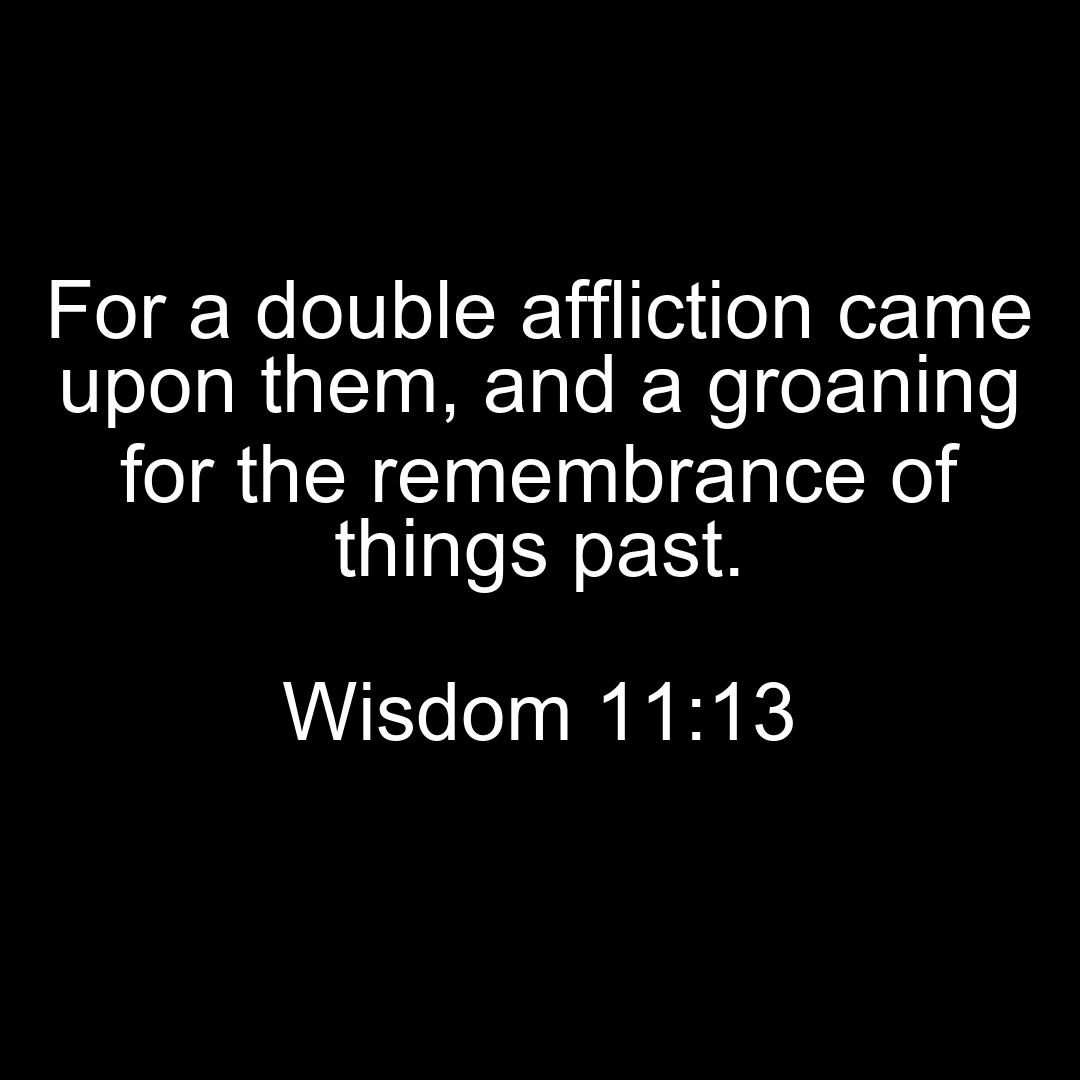 For a double affliction came
upon them, and a groaning
for the remembrance of
things past.
Wisdom 11:13